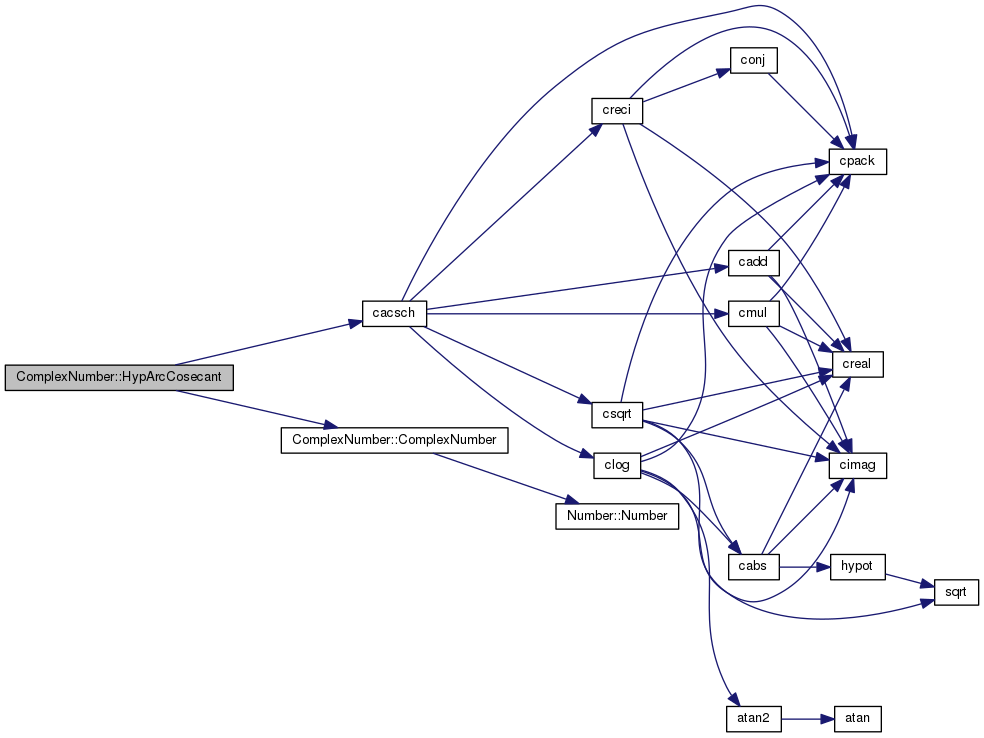 conj
creci
cpack
cadd
cacsch
cmul
creal
ComplexNumber::HypArcCosecant
csqrt
ComplexNumber::ComplexNumber
clog
cimag
Number::Number
cabs
hypot
sqrt
atan2
atan